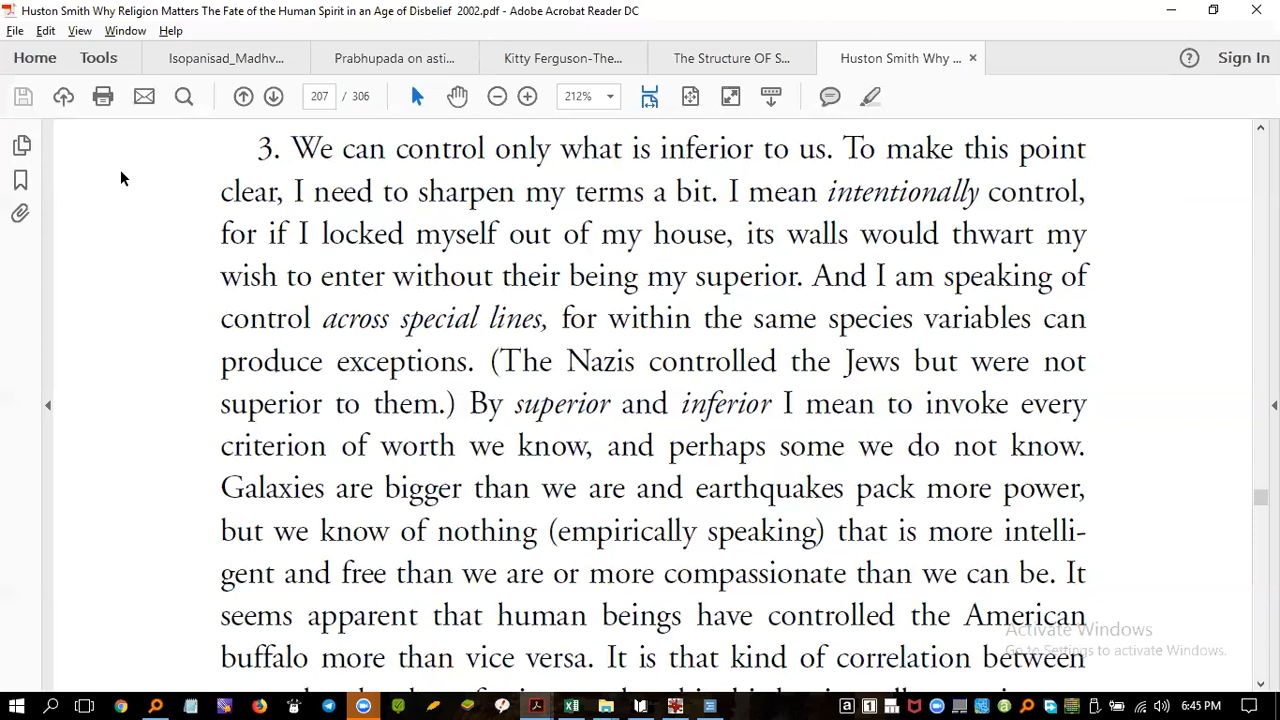 Huston Smith Why Religion Matters The Fate of the Human Spirit in an Age of Disbelief 2002.pdf - Adobe Acrobat Reader DC
File Edit View Window Help
Home Tools Isopanisad_Madhv... Prabhupada on asti... Kitty Ferguson-The... The Structure OF S... Huston Smith Why ... × Sign In
207 / 306 212%
3. We can control only what is inferior to us. To make this point
clear, I need to sharpen my terms a bit. I mean intentionally control,
for if I locked myself out of my house, its walls would thwart my
wish to enter without their being my superior. And I am speaking of
control across special lines, for within the same species variables can
produce exceptions. (The Nazis controlled the Jews but were not
superior to them.) By superior and inferior I mean to invoke every
criterion of worth we know, and perhaps some we do not know.
Galaxies are bigger than we are and earthquakes pack more power,
but we know of nothing (empirically speaking) that is more intelli-
gent and free than we are or more compassionate than we can be. It
seems apparent that human beings have controlled the American
buffalo more than vice versa. It is that kind of correlation between
Activate Windows
Go to Settings to activate Windows.
6:45 PM